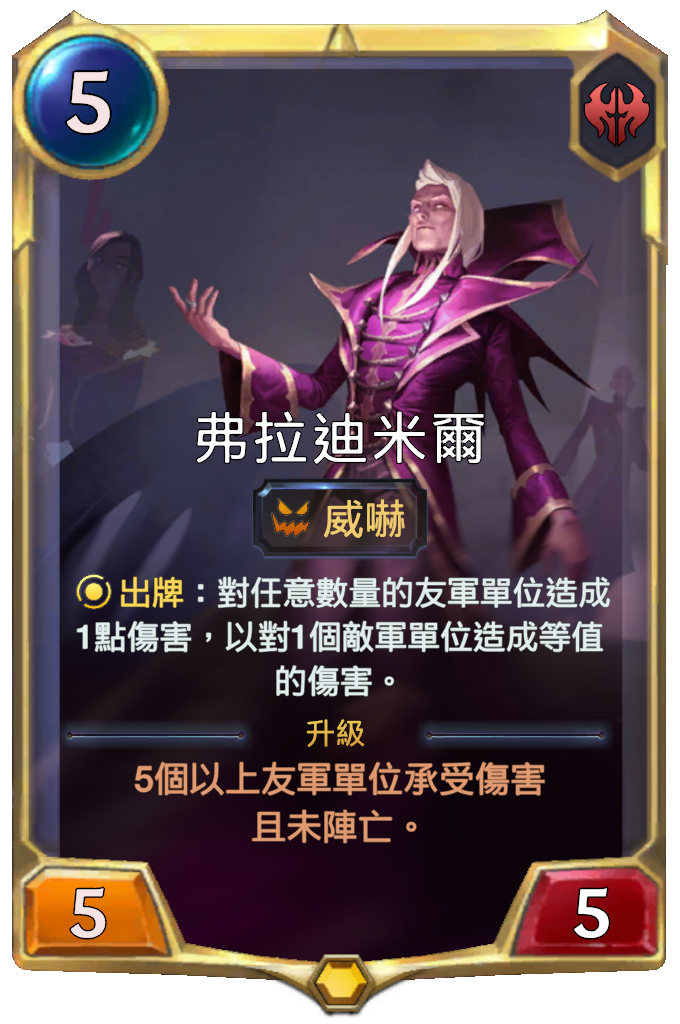 5
弗拉迪米爾
威嚇
出牌：對任意數量的友軍單位造成
1點傷害，以對1個敵軍單位造成等值
的傷害。
升級
5個以上友軍單位承受傷害
且未陣亡。
5
5